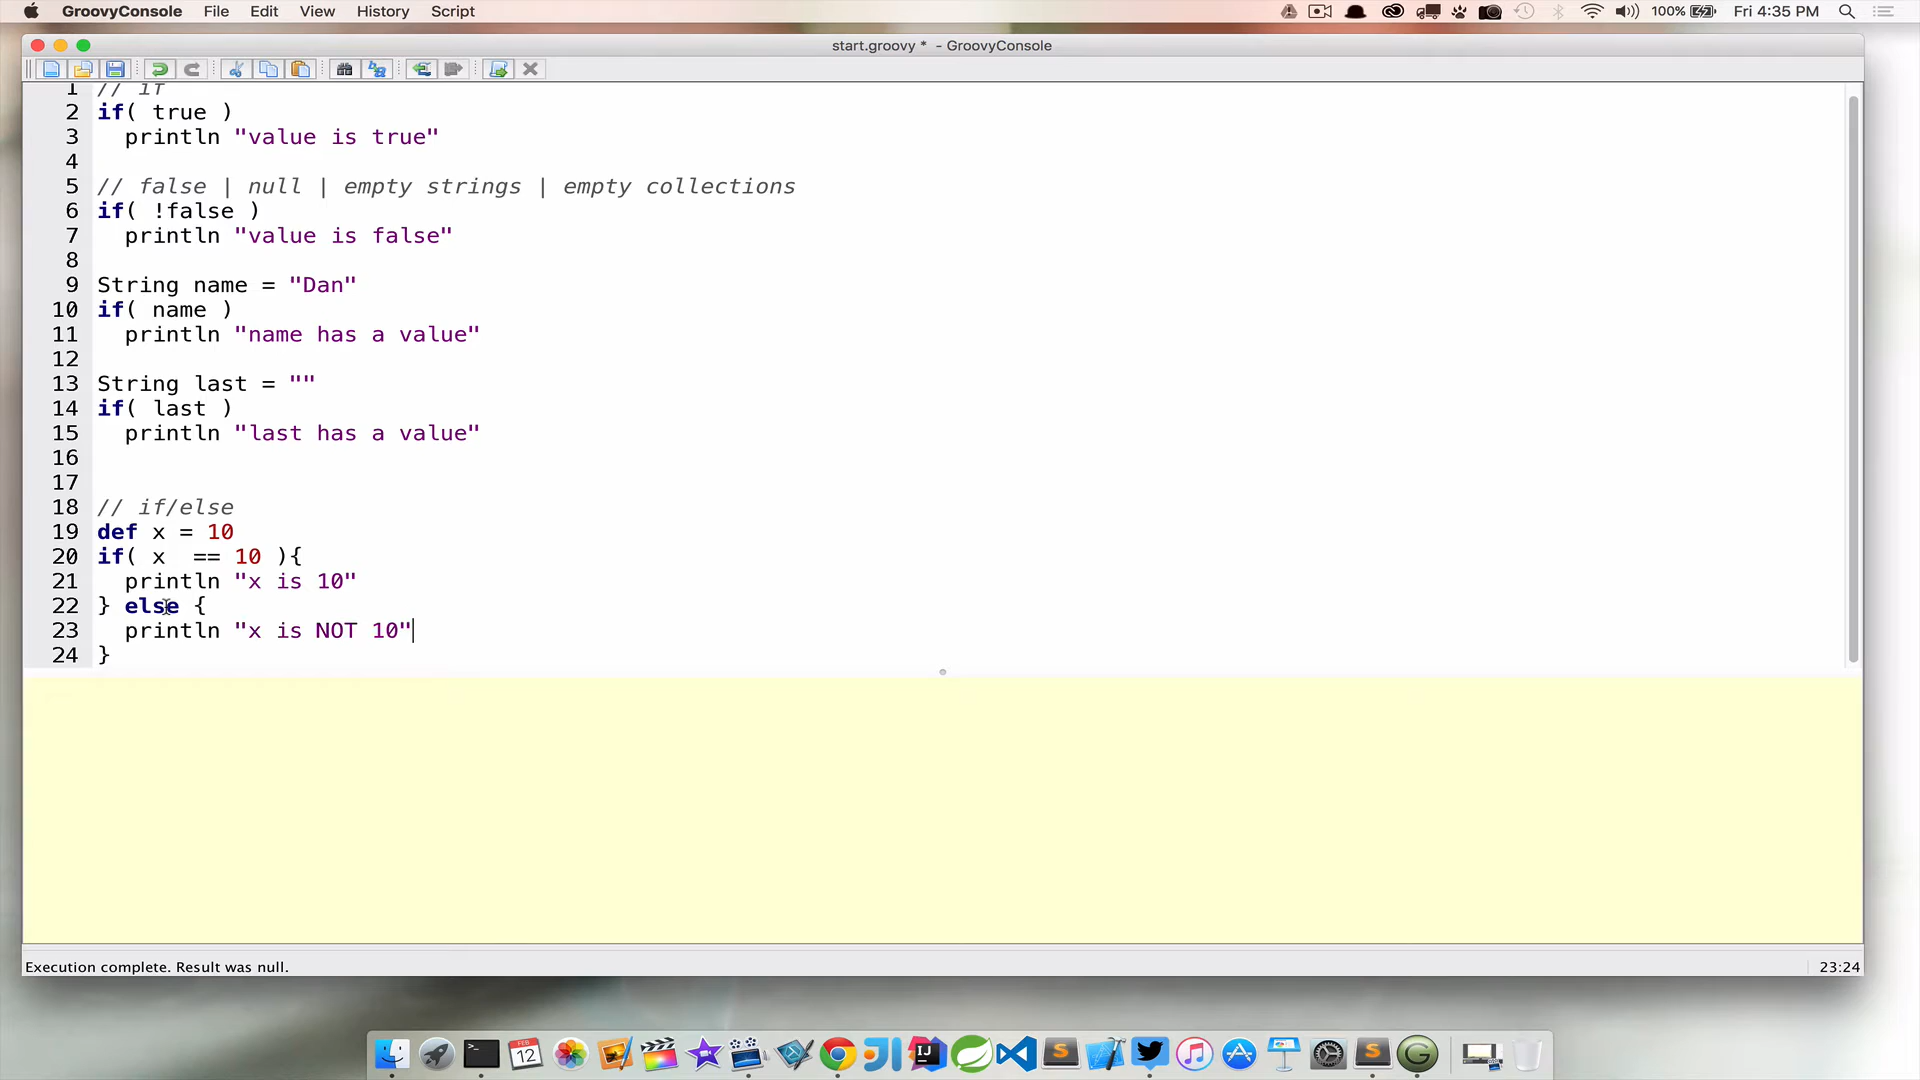 GroovyConsole File Edit View History Script 100% Fri 4:35 PM
start.groovy * - GroovyConsole
1 // if
2 if( true )
3 println "value is true"
4
5 // false | null | empty strings | empty collections
6 if( !false )
7 println "value is false"
8
9 String name = "Dan"
10 if( name )
11 println "name has a value"
12
13 String last = ""
14 if( last )
15 println "last has a value"
16
17
18 // if/else
19 def x = 10
20 if( x  == 10 ){
21 println "x is 10"
22 } else {
23 println "x is NOT 10"
24 }
Execution complete. Result was null. 23:24
FEB
12